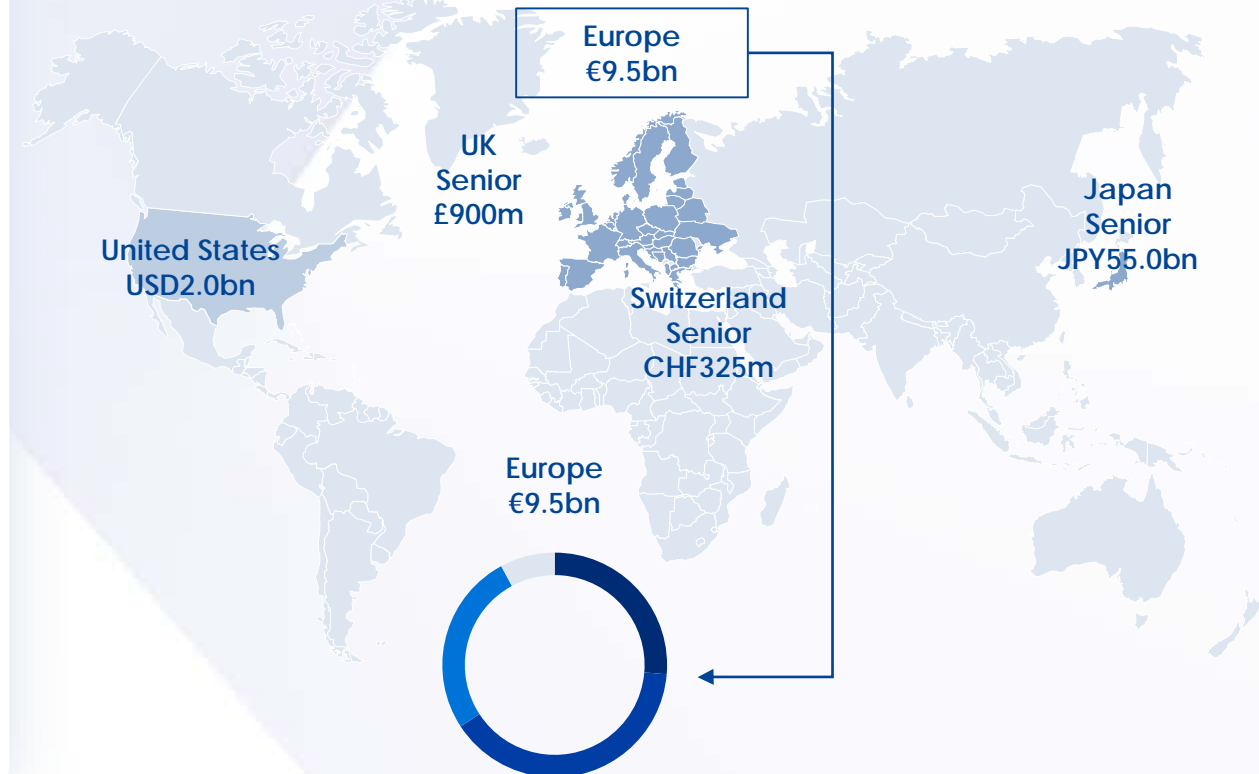 Europe
€9.5bn
UK
Senior
£900m
United States
USD2.0bn
Japan
Senior
JPY55.0bn
Switzerland
Senior
CHF325m
Europe
€9.5bn